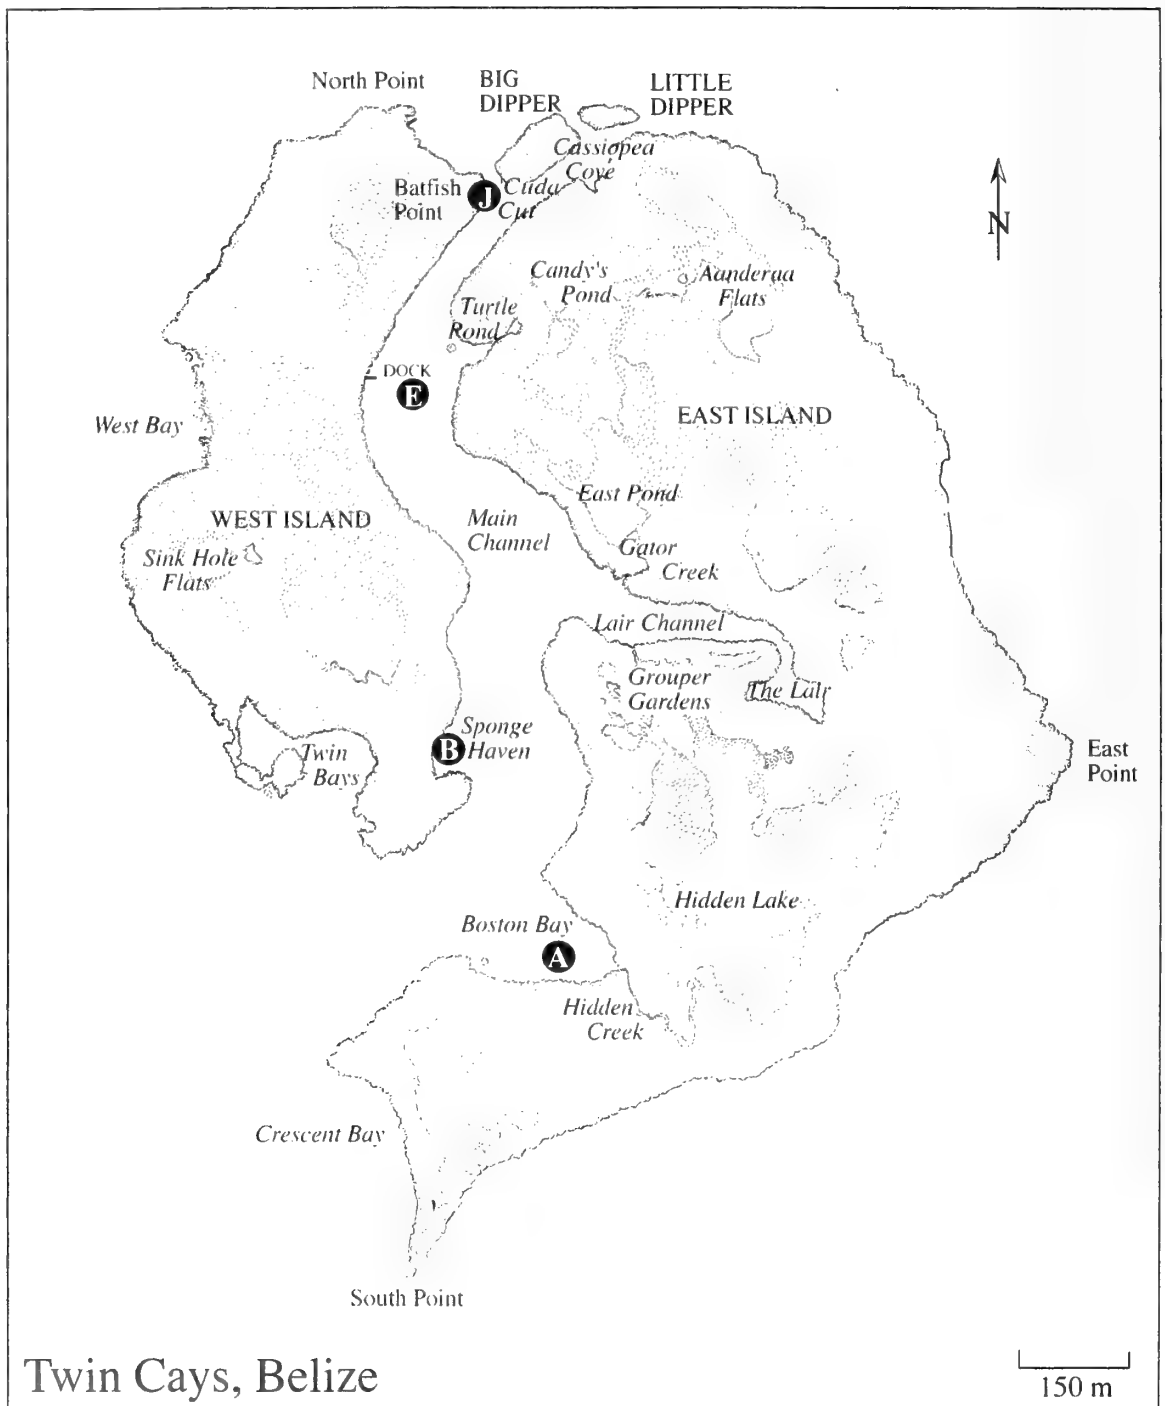 North Point
BIG
DIPPER
LITTLE
DIPPER
Cassiopea
Cove
Batfish
Point
J
Cuda
Cut
N
Candy's
Pond
Aanderaa
Flats
Turtle
Pond
DOCK
E
West Bay
EAST ISLAND
East Pond
WEST ISLAND
Main
Channel
Sink Hole
Flats
Gator
Creek
Lair Channel
Grouper
Gardens
The Lair
Sponge
Haven
B
Twin
Bays
East
Point
Hidden Lake
Boston Bay
A
Hidden
Creek
Crescent Bay
South Point
Twin Cays, Belize
150 m